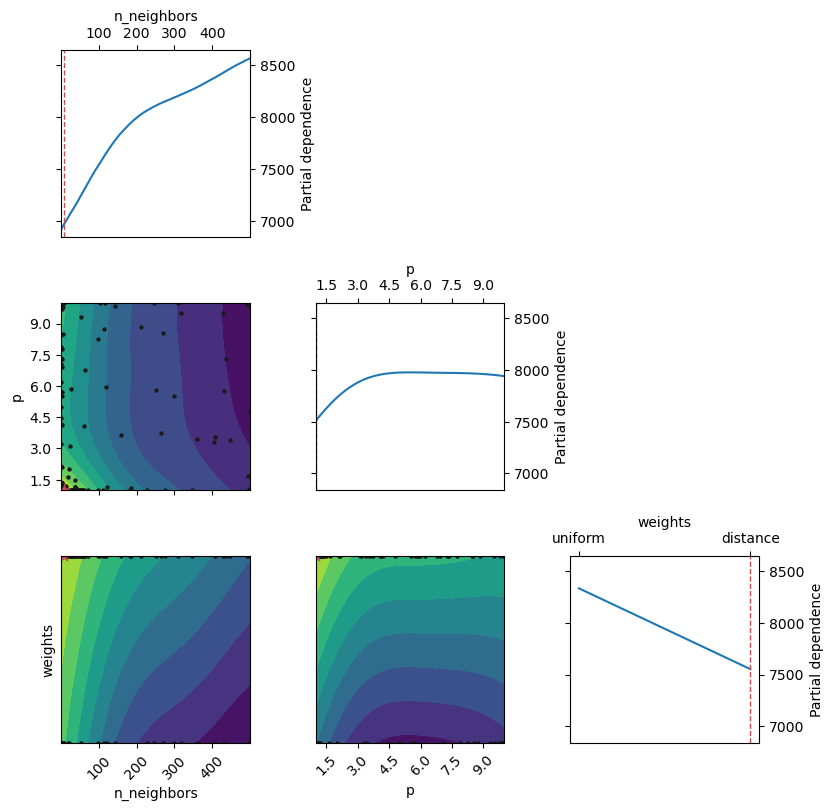 n_neighbors
100 200 300 400
8500
8000
7500
7000
Partial dependence
p
1.5 3.0 4.5 6.0 7.5 9.0
9.0
7.5
6.0
4.5
3.0
1.5
p
8500
8000
7500
7000
Partial dependence
weights
uniform distance
weights
100 200 300 400
n_neighbors
1.5 3.0 4.5 6.0 7.5 9.0
p
8500
8000
7500
7000
Partial dependence